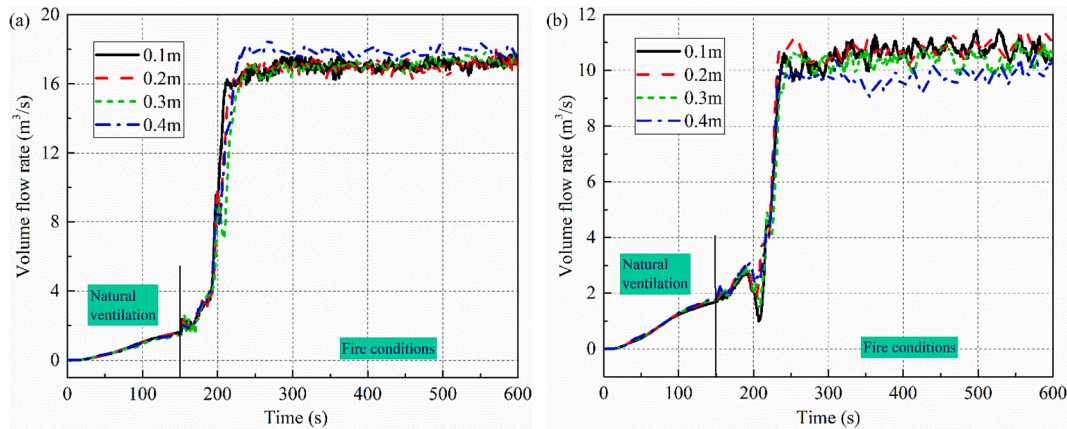 (a)
20
16
12
8
4
0
Volume flow rate (m³/s)
0.1m
0.2m
0.3m
0.4m
Natural
ventilation
Fire conditions
0 100 200 300 400 500 600
Time (s)
(b)
12
10
8
6
4
2
0
Volume flow rate (m³/s)
0.1m
0.2m
0.3m
0.4m
Natural
ventilation
Fire conditions
0 100 200 300 400 500 600
Time (s)